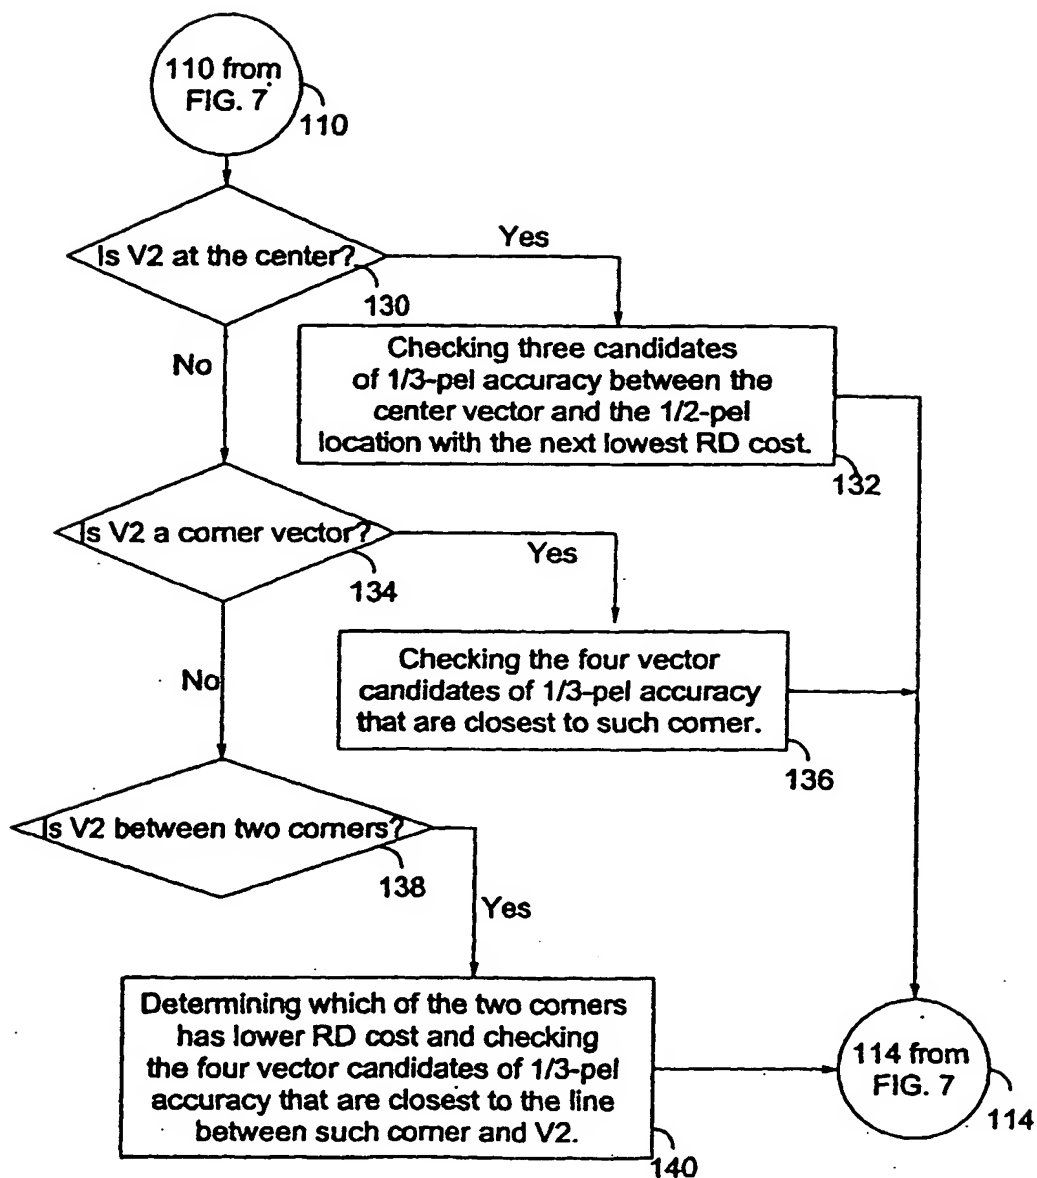 110 from
FIG. 7
110
Is V2 at the center?
130
Yes
No
Checking three candidates
of 1/3-pel accuracy between the
center vector and the 1/2-pel
location with the next lowest RD cost.
132
Is V2 a corner vector?
134
Yes
No
Checking the four vector
candidates of 1/3-pel accuracy
that are closest to such corner.
136
Is V2 between two corners?
138
Yes
Determining which of the two corners
has lower RD cost and checking
the four vector candidates of 1/3-pel
accuracy that are closest to the line
between such corner and V2.
140
114 from
FIG. 7
114